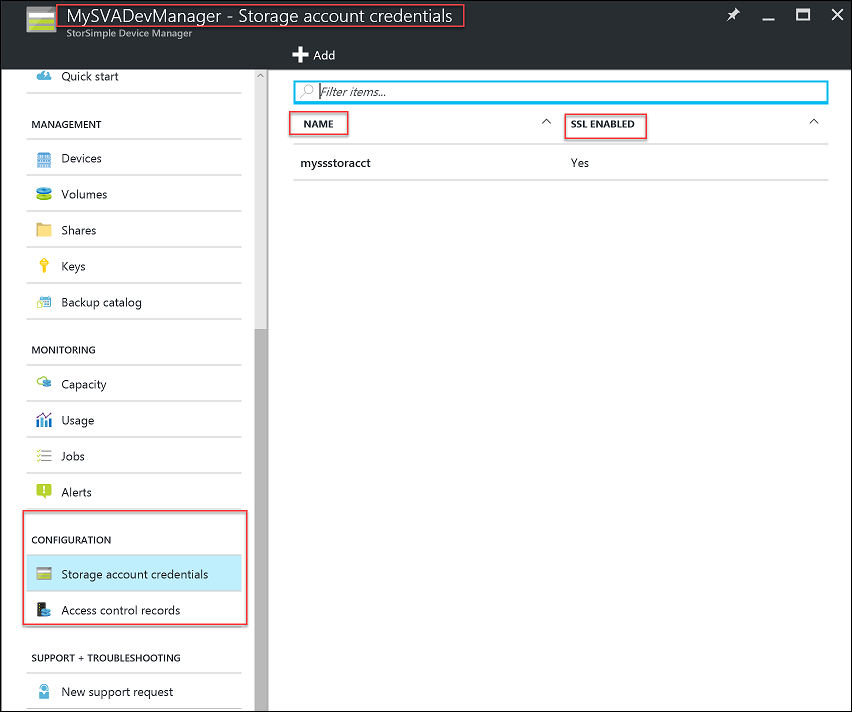 MySVADevManager - Storage account credentials
StorSimple Device Manager
Add
Quick start
MANAGEMENT
Devices
Volumes
Shares
Keys
Backup catalog
MONITORING
Capacity
Usage
Jobs
Alerts
CONFIGURATION
Storage account credentials
Access control records
SUPPORT + TROUBLESHOOTING
New support request
Filter items...
NAME SSL ENABLED
myssstoracct Yes